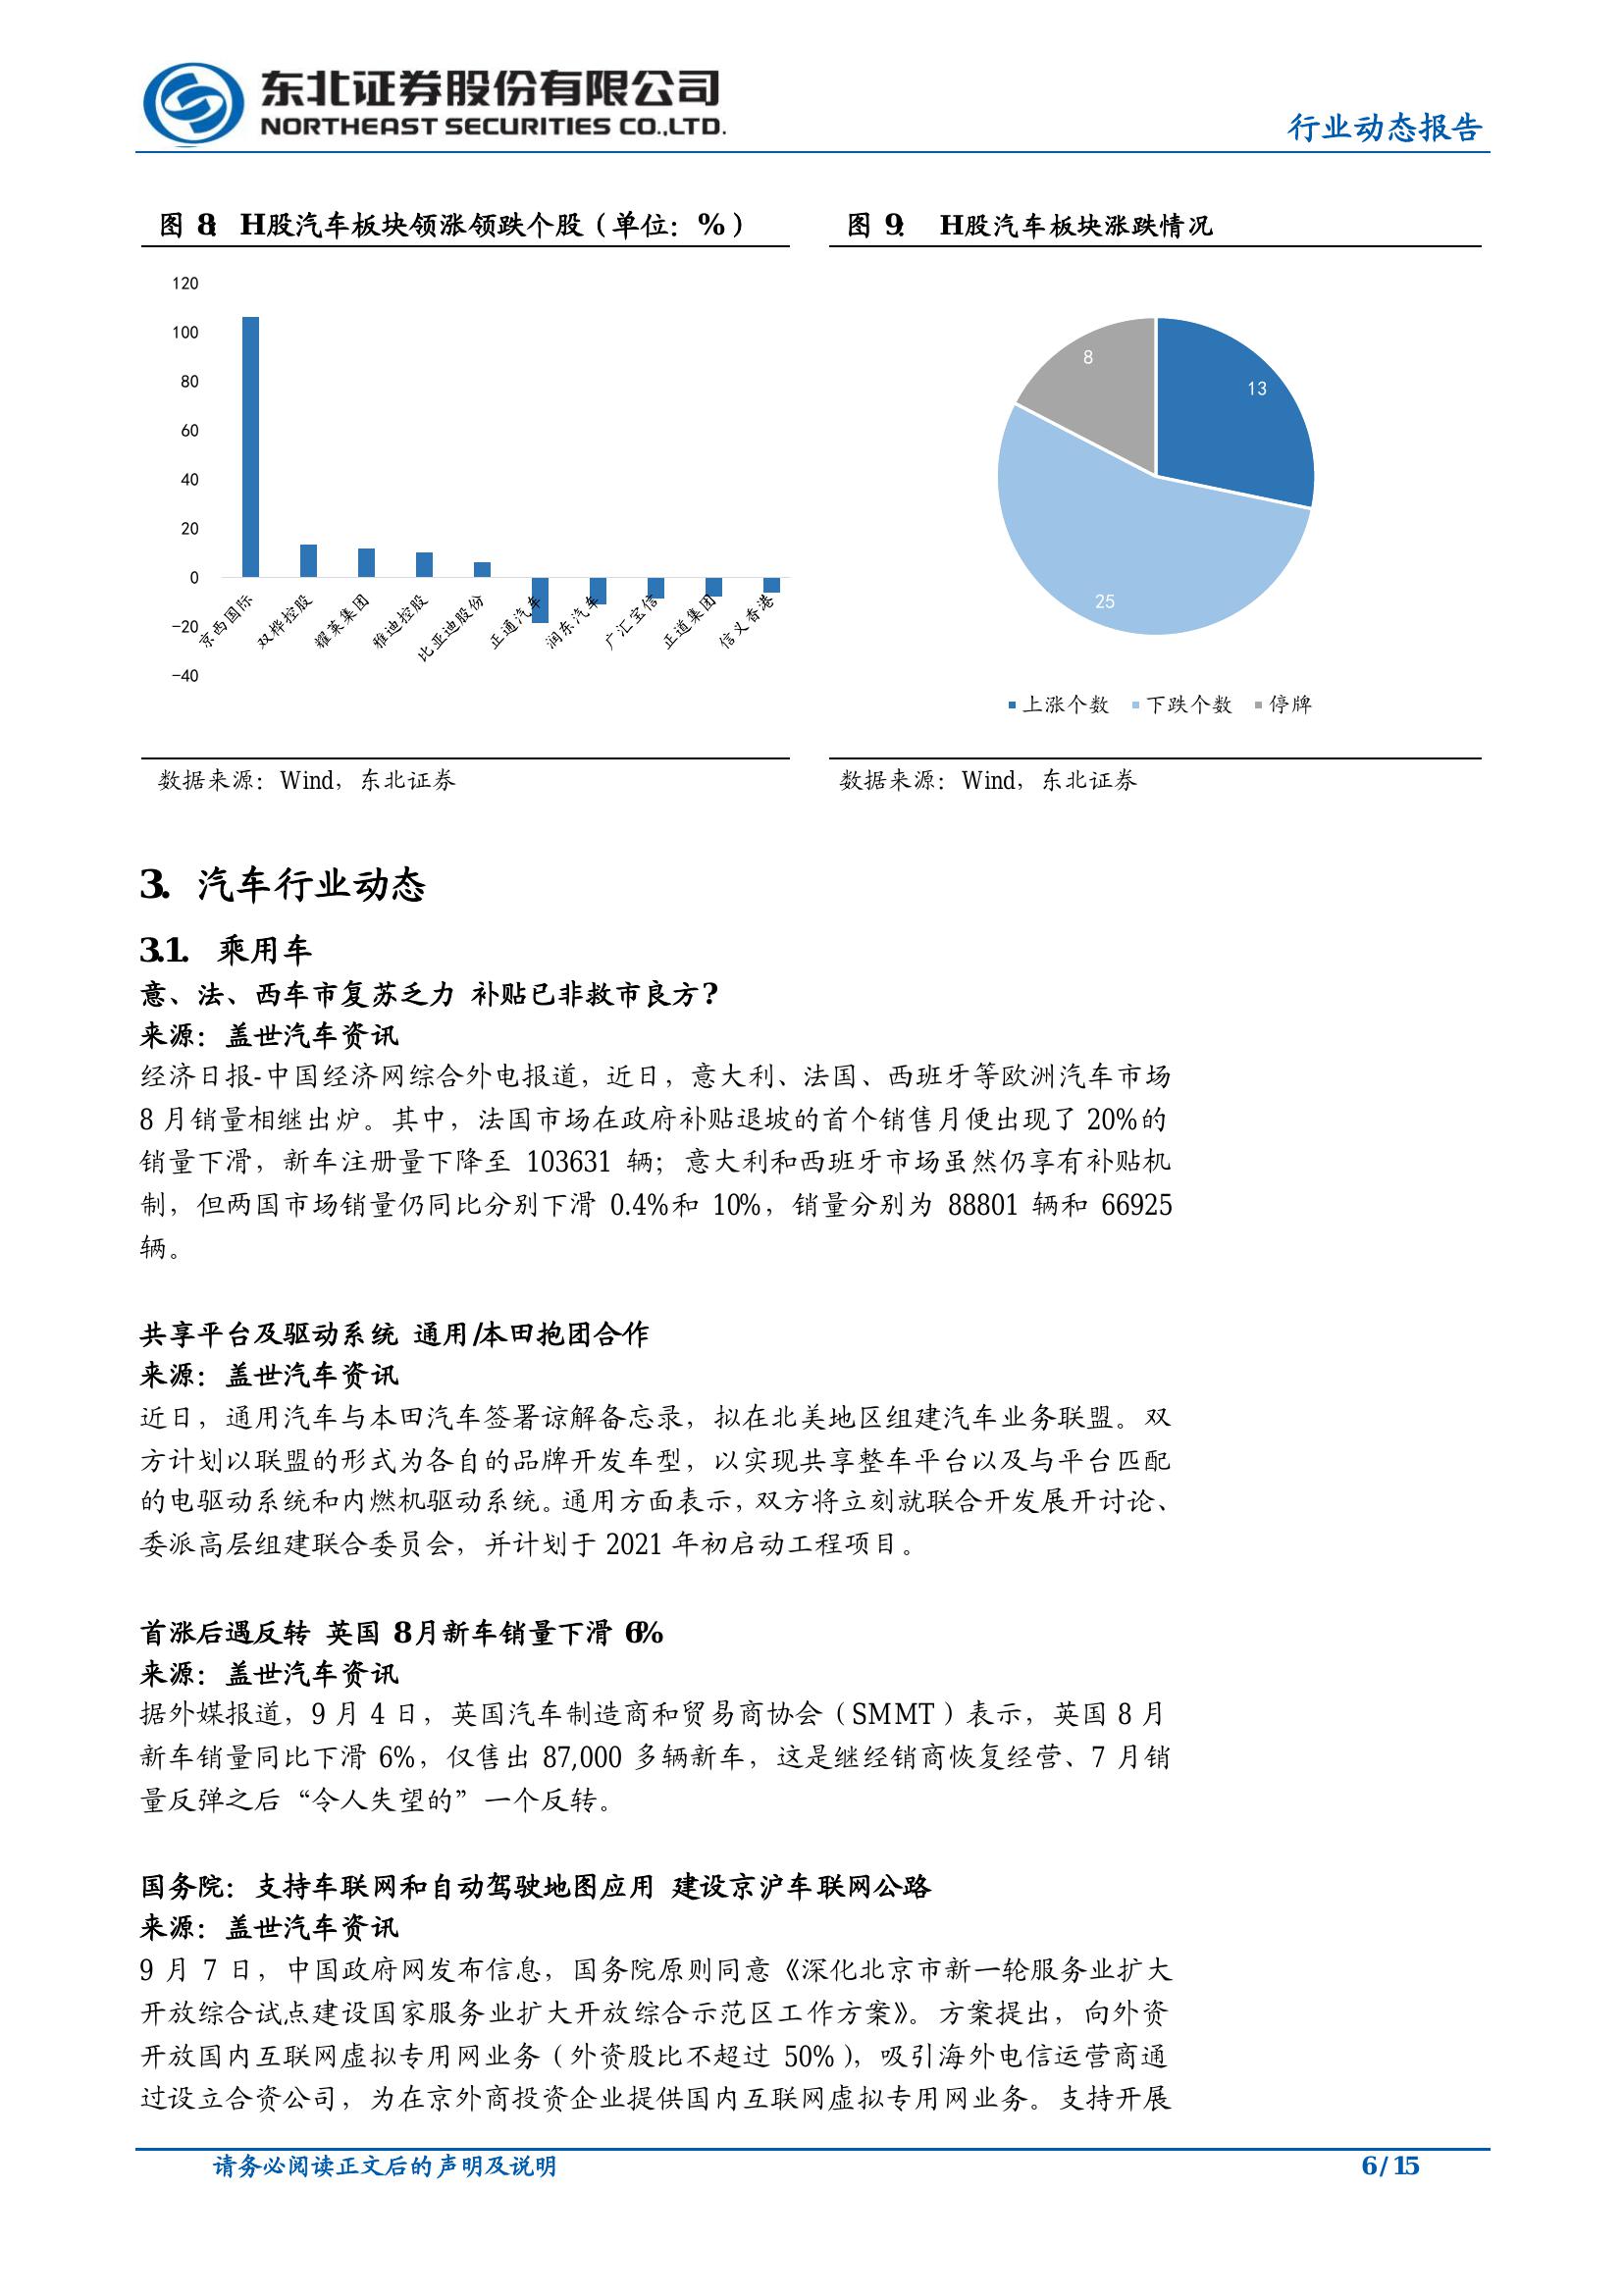 东北证券股份有限公司
NORTHEAST SECURITIES CO.,LTD.
行业动态报告
图 8: H股汽车板块领涨领跌个股（单位：%）
120
100
80
60
40
20
0
-20
-40
京西国际
双桦控股
耀莱集团
雅迪控股
比亚迪股份
正通汽车
润东汽车
广汇宝信
正道集团
信义香港
数据来源：Wind，东北证券
图 9: H股汽车板块涨跌情况
8
13
25
上涨个数 下跌个数 停牌
数据来源：Wind，东北证券
3. 汽车行业动态
3.1. 乘用车
意、法、西车市复苏乏力 补贴已非救市良方?
来源：盖世汽车资讯
经济日报-中国经济网综合外电报道，近日，意大利、法国、西班牙等欧洲汽车市场
8 月销量相继出炉。其中，法国市场在政府补贴退坡的首个销售月便出现了 20%的
销量下滑，新车注册量下降至 103631 辆；意大利和西班牙市场虽然仍享有补贴机
制，但两国市场销量仍同比分别下滑 0.4%和 10%，销量分别为 88801 辆和 66925
辆。
共享平台及驱动系统 通用/本田抱团合作
来源：盖世汽车资讯
近日，通用汽车与本田汽车签署谅解备忘录，拟在北美地区组建汽车业务联盟。双
方计划以联盟的形式为各自的品牌开发车型，以实现共享整车平台以及与平台匹配
的电驱动系统和内燃机驱动系统。通用方面表示，双方将立刻就联合开发展开讨论、
委派高层组建联合委员会，并计划于 2021 年初启动工程项目。
首涨后遇反转 英国 8月新车销量下滑 6%
来源：盖世汽车资讯
据外媒报道，9 月 4 日，英国汽车制造商和贸易商协会（SMMT）表示，英国 8 月
新车销量同比下滑 6%，仅售出 87,000 多辆新车，这是继经销商恢复经营、7 月销
量反弹之后“令人失望的”一个反转。
国务院：支持车联网和自动驾驶地图应用 建设京沪车联网公路
来源：盖世汽车资讯
9 月 7 日，中国政府网发布信息，国务院原则同意《深化北京市新一轮服务业扩大
开放综合试点建设国家服务业扩大开放综合示范区工作方案》。方案提出，向外资
开放国内互联网虚拟专用网业务（外资股比不超过 50%），吸引海外电信运营商通
过设立合资公司，为在京外商投资企业提供国内互联网虚拟专用网业务。支持开展
请务必阅读正文后的声明及说明
6/15